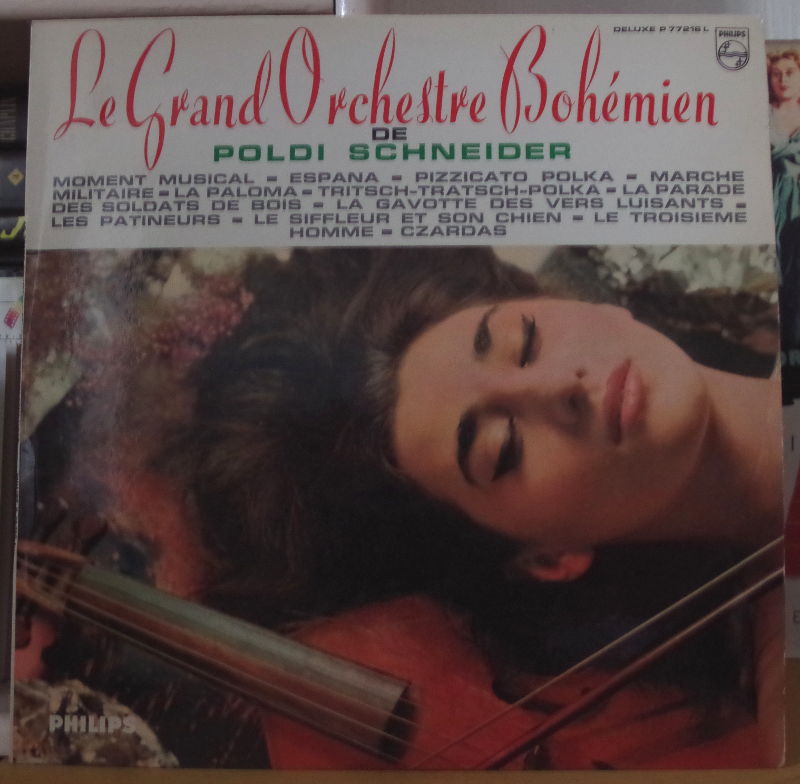 DELUXE P 77216 L
PHILIPS
Le Grand Orchestre Bohémien
DE
POLDI SCHNEIDER
MOMENT MUSICAL - ESPANA - PIZZICATO POLKA - MARCHE
MILITAIRE - LA PALOMA - TRITSCH-TRATSCH-POLKA - LA PARADE
DES SOLDATS DE BOIS - LA GAVOTTE DES VERS LUISANTS -
LES PATINEURS - LE SIFFLEUR ET SON CHIEN - LE TROISIEME
HOMME - CZARDAS
PHILIPS